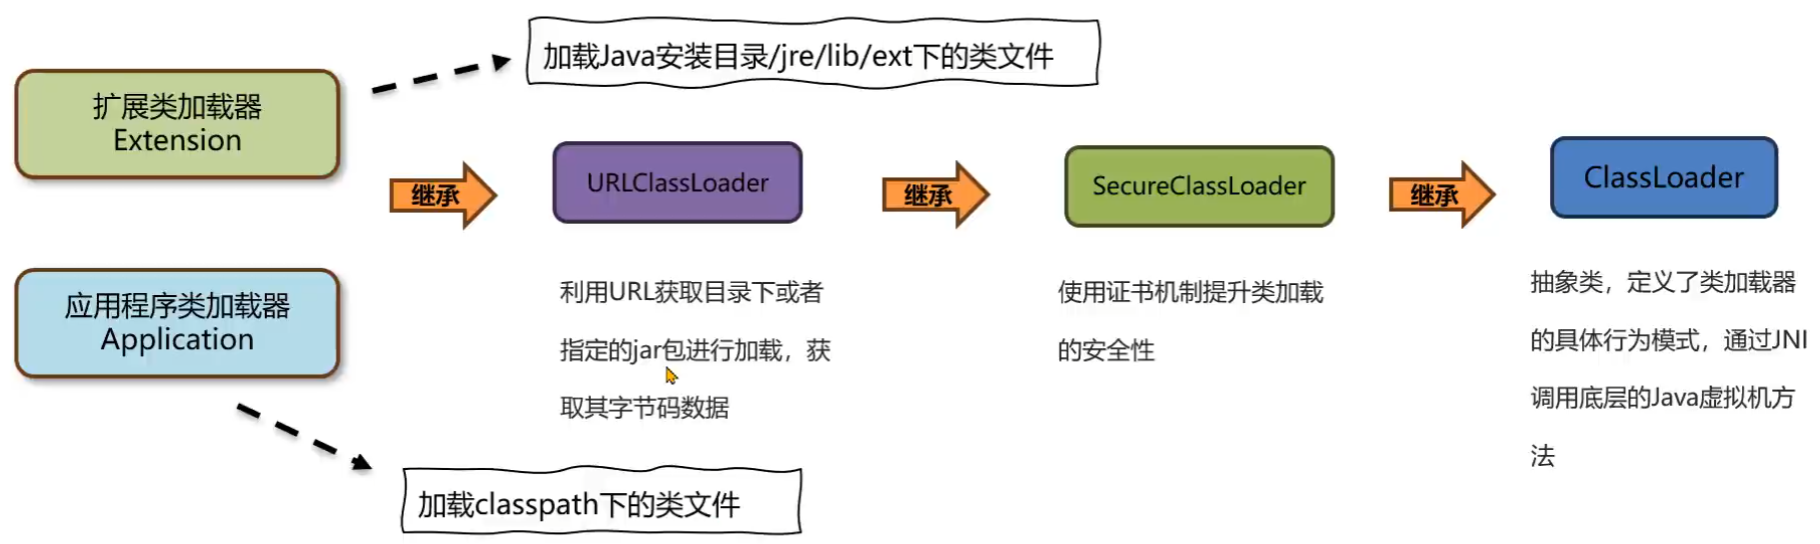 加载Java安装目录/jre/lib/ext下的类文件
扩展类加载器
Extension
继承
URLClassLoader
继承
SecureClassLoader
继承
ClassLoader
应用程序类加载器
Application
利用URL获取目录下或者
指定的jar包进行加载，获
取其字节码数据
使用证书机制提升类加载
的安全性
抽象类，定义了类加载器
的具体行为模式，通过JNI
调用底层的Java虚拟机方
法
加载classpath下的类文件